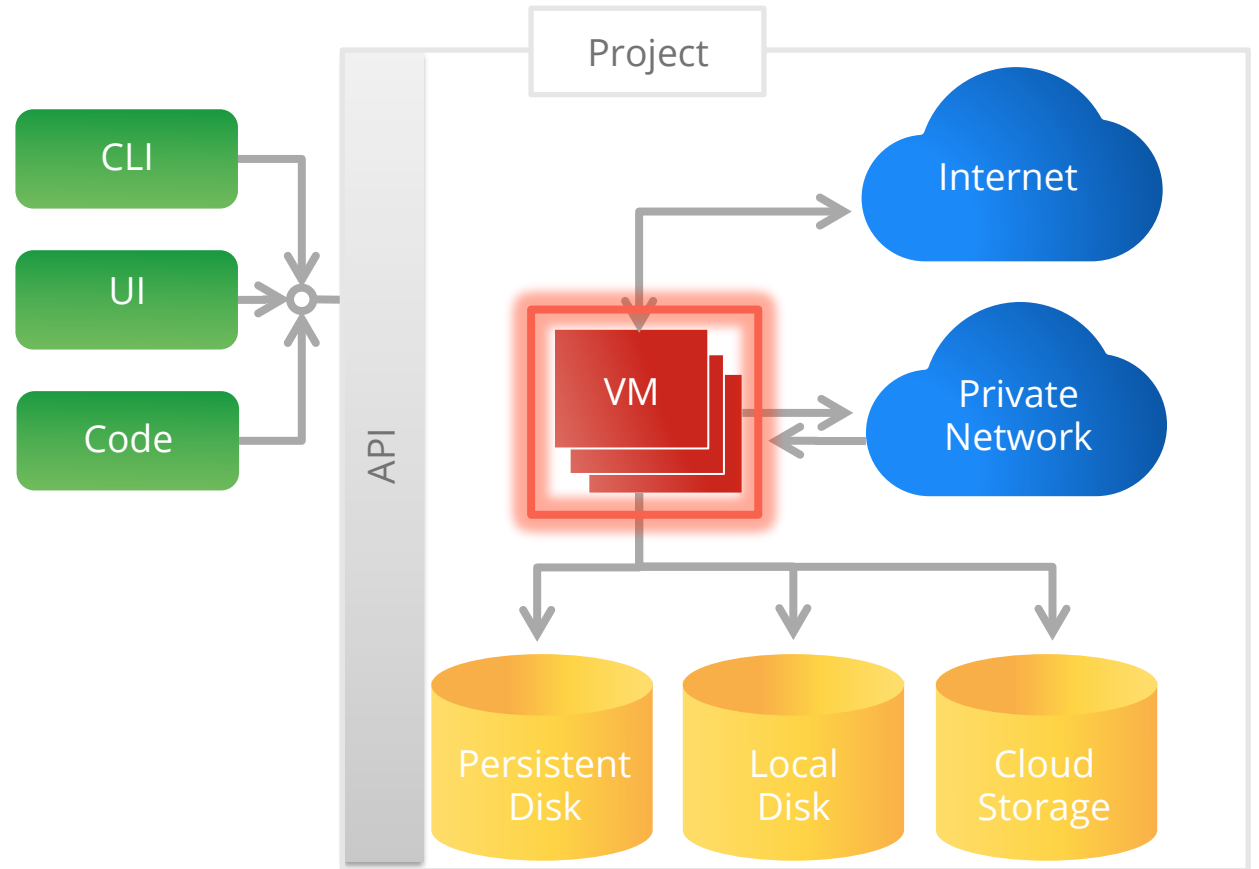 Project
CLI
UI
Code
API
Internet
VM
Private
Network
Persistent
Disk
Local
Disk
Cloud
Storage